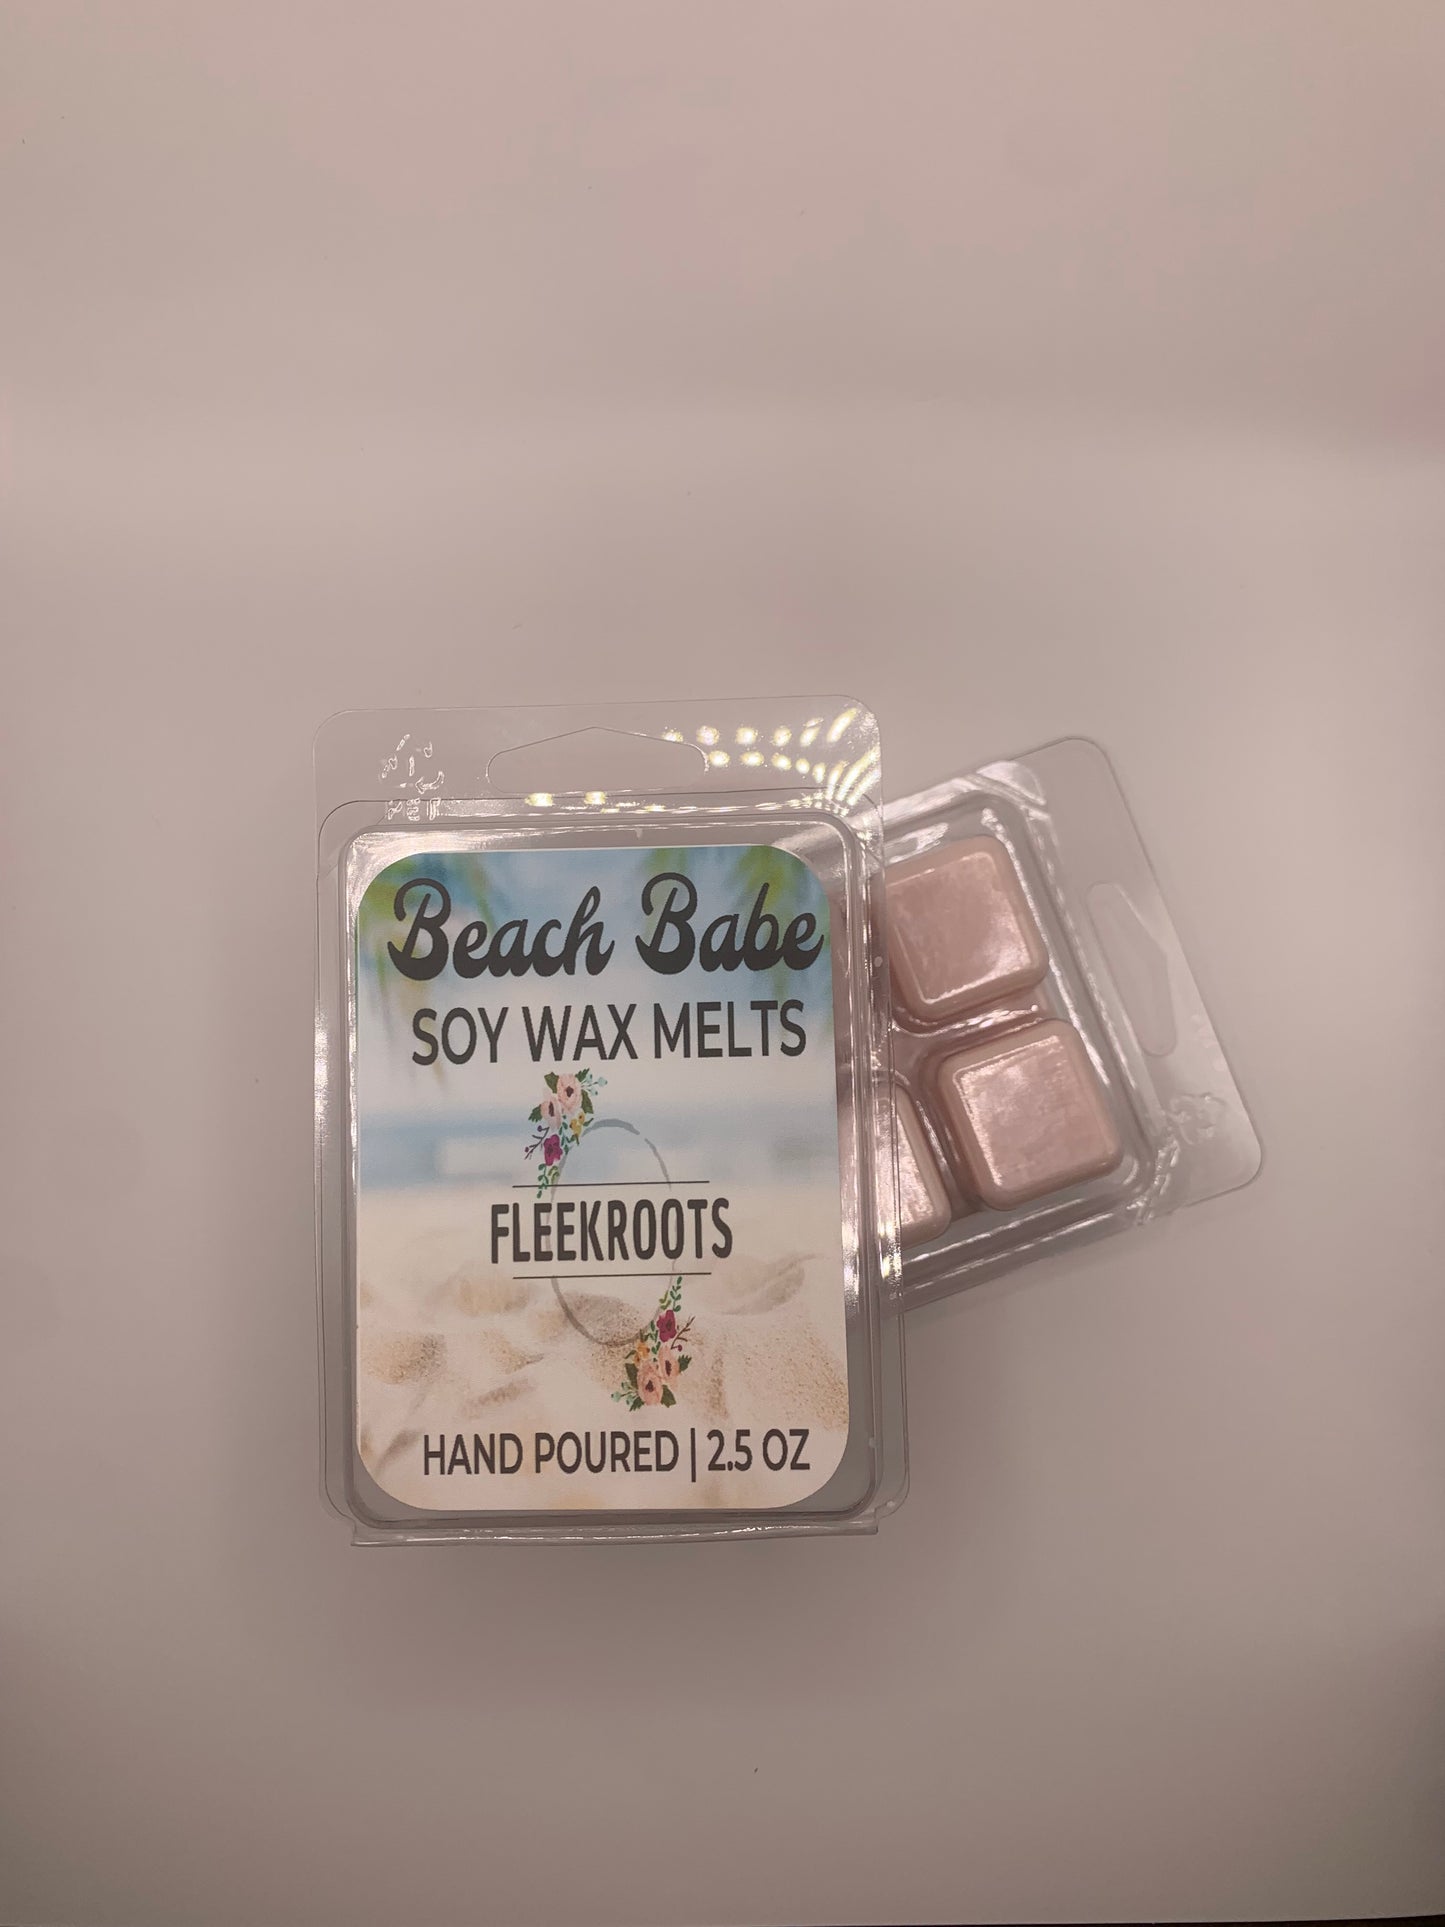 Beach Babe
SOY WAX MELTS
FLEEKROOTS
HAND POURED | 2.5 OZ